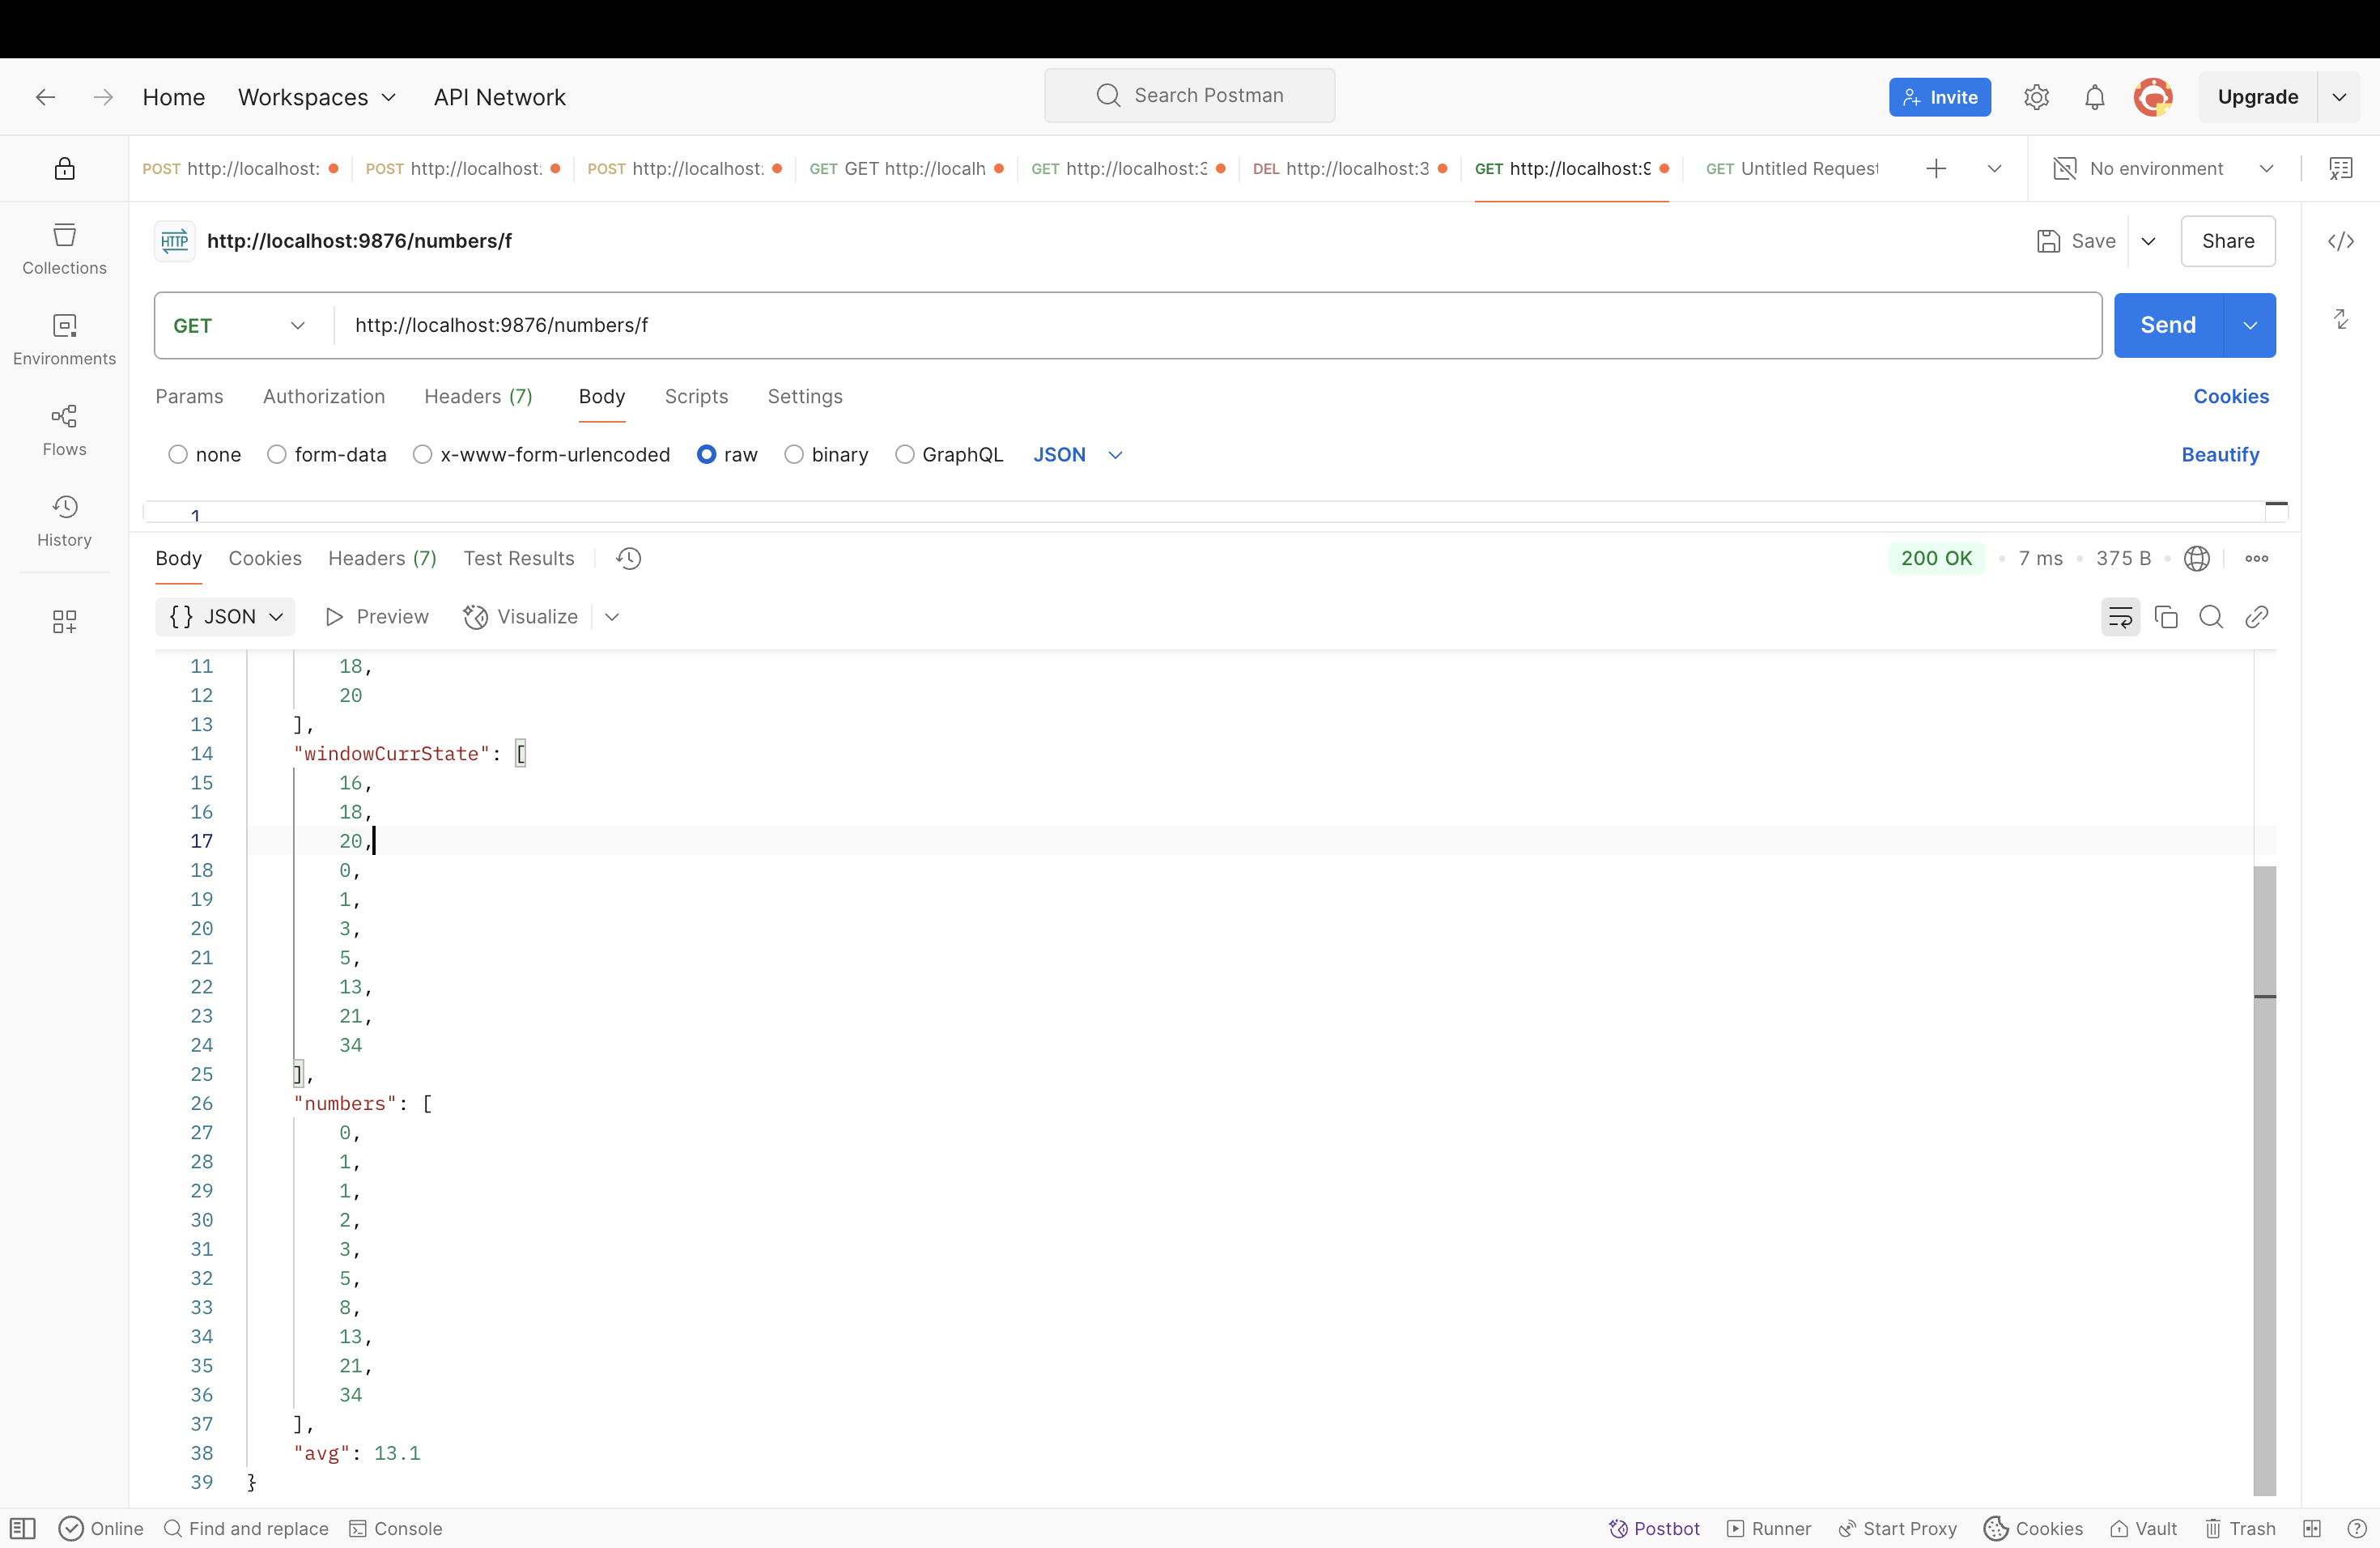 Home Workspaces API Network Search Postman Invite Upgrade
POST http://localhost: POST http://localhost: POST http://localhost: GET GET http://localh GET http://localhost:3 DEL http://localhost:3 GET http://localhost:9 GET Untitled Request No environment
HTTP http://localhost:9876/numbers/f Save Share
Collections
GET http://localhost:9876/numbers/f Send
Environments
Params Authorization Headers (7) Body Scripts Settings Cookies
Flows
none form-data x-www-form-urlencoded raw binary GraphQL JSON Beautify
1
History
Body Cookies Headers (7) Test Results 200 OK 7 ms 375 B
{} JSON Preview Visualize
11 18,
12 20
13 ],
14 "windowCurrState": [
15 16,
16 18,
17 20,
18 0,
19 1,
20 3,
21 5,
22 13,
23 21,
24 34
25 ],
26 "numbers": [
27 0,
28 1,
29 1,
30 2,
31 3,
32 5,
33 8,
34 13,
35 21,
36 34
37 ],
38 "avg": 13.1
39 }
Online Find and replace Console Postbot Runner Start Proxy Cookies Vault Trash